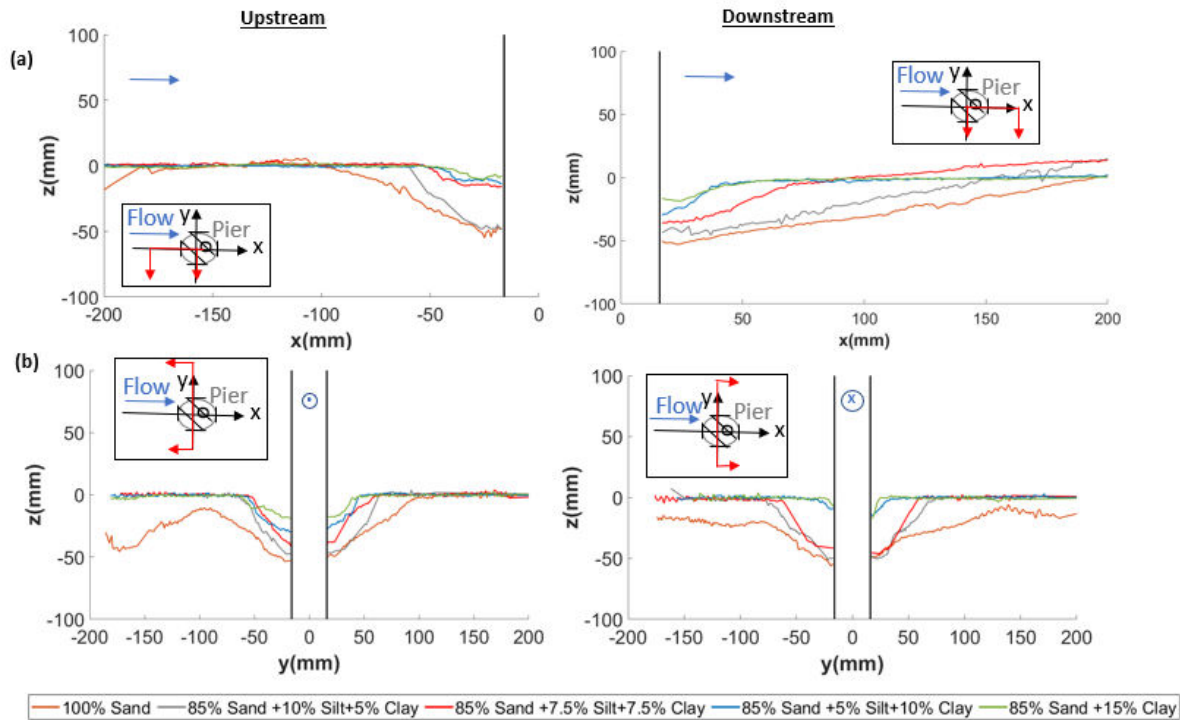 Upstream
Downstream
(a)
100
50
0
-50
-100
z(mm)
-200
-150
-100
-50
0
x(mm)
Flow
y
Pier
x
100
50
0
-50
-100
z(mm)
0
50
100
150
200
x(mm)
Flow
y
Pier
x
(b)
100
50
0
-50
-100
z(mm)
-200
-150
-100
-50
0
50
100
150
200
y(mm)
Flow
y
Pier
x
100
50
0
-50
-100
z(mm)
-200
-150
-100
-50
0
50
100
150
200
y(mm)
Flow
y
Pier
x
x
100% Sand 85% Sand +10% Silt+5% Clay 85% Sand +7.5% Silt+7.5% Clay 85% Sand +5% Silt+10% Clay 85% Sand +15% Clay